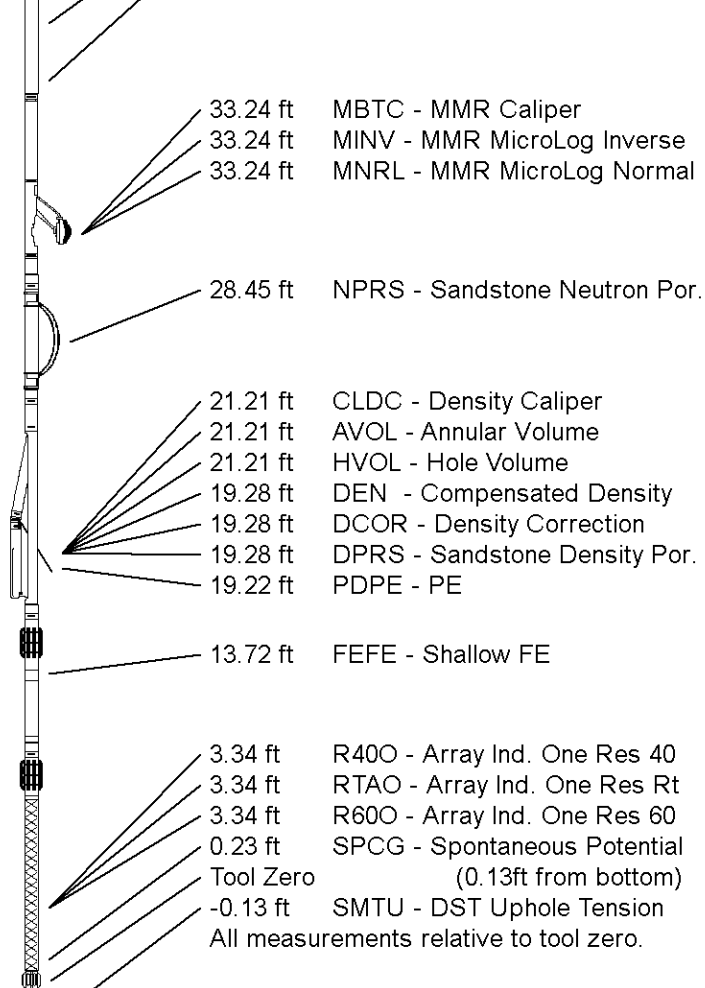 33.24 ft MBTC - MMR Caliper
33.24 ft MINV - MMR MicroLog Inverse
33.24 ft MNRL - MMR MicroLog Normal
28.45 ft NPRS - Sandstone Neutron Por.
21.21 ft CLDC - Density Caliper
21.21 ft AVOL - Annular Volume
21.21 ft HVOL - Hole Volume
19.28 ft DEN - Compensated Density
19.28 ft DCOR - Density Correction
19.28 ft DPRS - Sandstone Density Por.
19.22 ft PDPE - PE
13.72 ft FEFE - Shallow FE
3.34 ft R40O - Array Ind. One Res 40
3.34 ft RTAO - Array Ind. One Res Rt
3.34 ft R60O - Array Ind. One Res 60
0.23 ft SPCG - Spontaneous Potential
Tool Zero (0.13ft from bottom)
-0.13 ft SMTU - DST Uphole Tension
All measurements relative to tool zero.